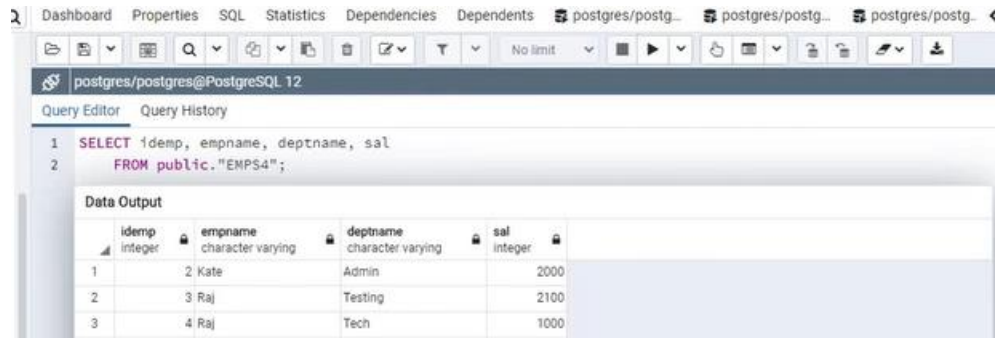 Dashboard Properties SQL Statistics Dependencies Dependents postgres/postg... postgres/postg... postgres/postg...
No limit
postgres/postgres@PostgreSQL 12
Query Editor Query History
1 SELECT idemp, empname, deptname, sal
2 FROM public."EMPS4";
Data Output
idemp empname deptname sal
integer character varying character varying integer
1 2 Kate Admin 2000
2 3 Raj Testing 2100
3 4 Raj Tech 1000